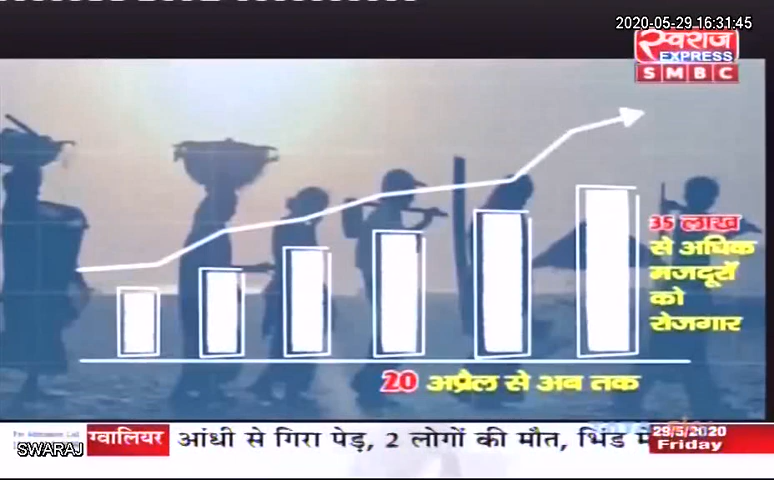 2020-05-29 16:31:45
स्वराज
EXPRESS
SMBC
35 लाख
से अधिक
मजदूरों
को
रोजगार
20 अप्रैल से अब तक
ग्वालियर आंधी से गिरा पेड़, 2 लोगों की मौत, भिंड में
29/5/2020
Friday
SWARAJ